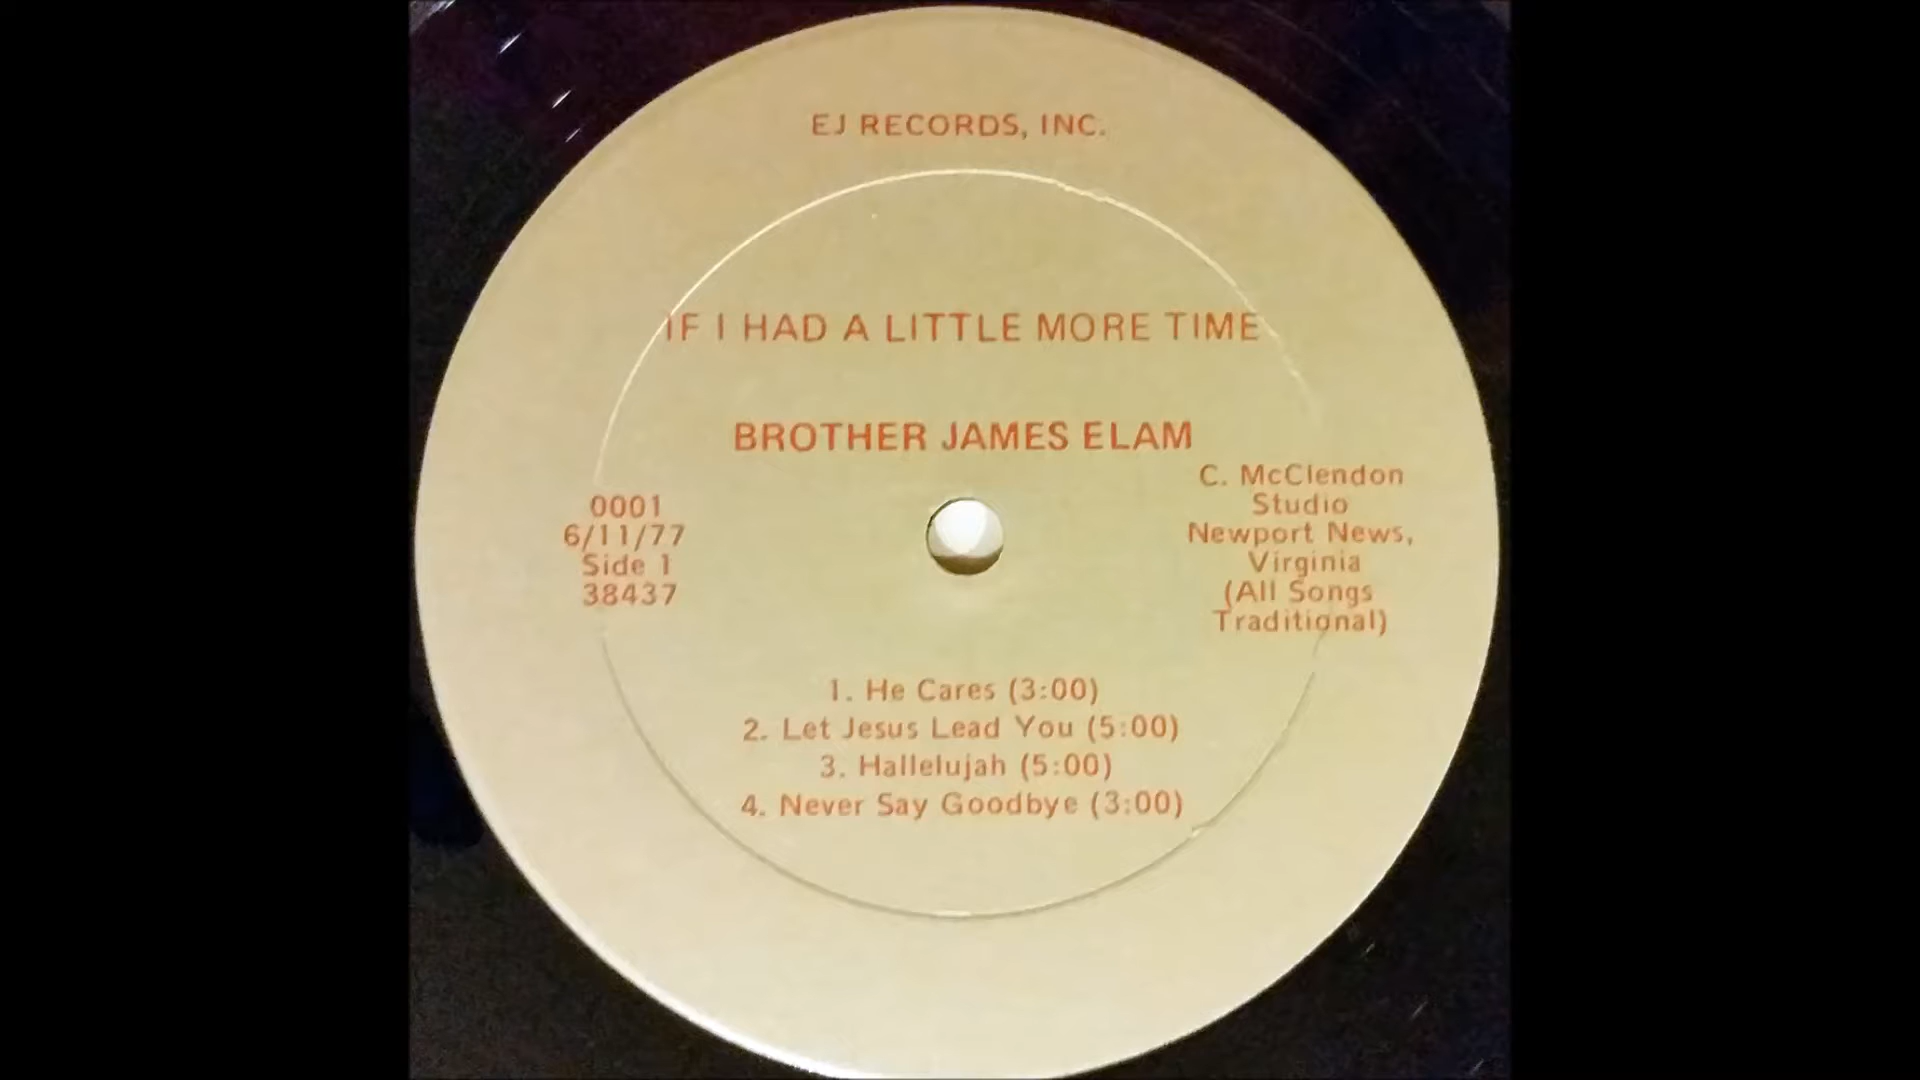 EJ RECORDS, INC.
IF I HAD A LITTLE MORE TIME
BROTHER JAMES ELAM
0001
6/11/77
Side 1
38437
C. McClendon
Studio
Newport News,
Virginia
(All Songs
Traditional)
1. He Cares (3:00)
2. Let Jesus Lead You (5:00)
3. Hallelujah (5:00)
4. Never Say Goodbye (3:00)